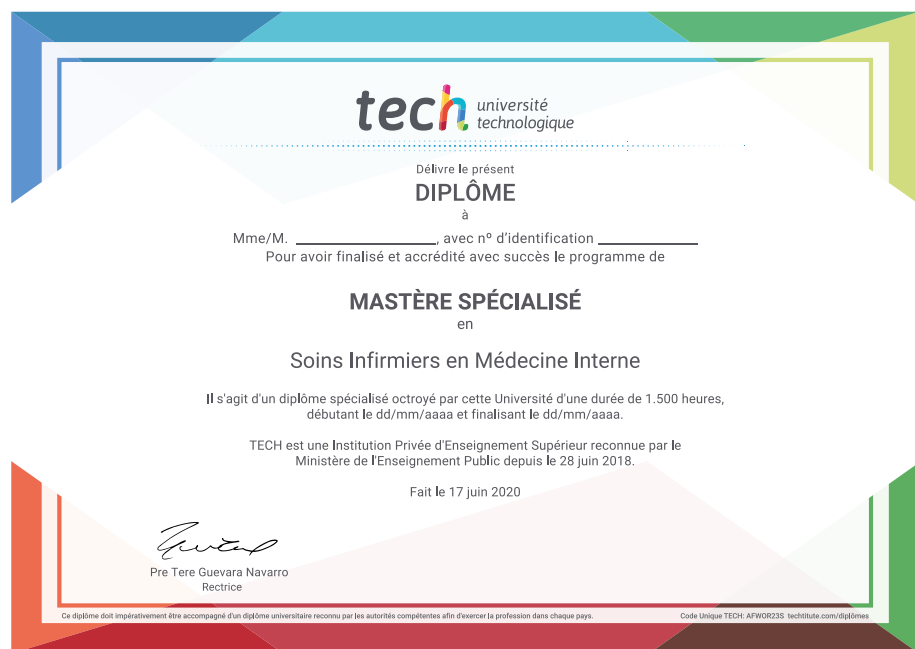 tech université
technologique
Délivre le présent
DIPLÔME
à
Mme/M. ____________________, avec nº d'identification ______________
Pour avoir finalisé et accrédité avec succès le programme de
MASTÈRE SPÉCIALISÉ
en
Soins Infirmiers en Médecine Interne
Il s'agit d'un diplôme spécialisé octroyé par cette Université d'une durée de 1.500 heures,
débutant le dd/mm/aaaa et finalisant le dd/mm/aaaa.
TECH est une Institution Privée d'Enseignement Supérieur reconnue par le
Ministère de l'Enseignement Public depuis le 28 juin 2018.
Fait le 17 juin 2020
Pre Tere Guevara Navarro
Rectrice
Ce diplôme doit impérativement être accompagné d'un diplôme universitaire reconnu par les autorités compétentes afin d'exercer la profession dans chaque pays. Code Unique TECH: AFWOR23S techtitute.com/diplômes